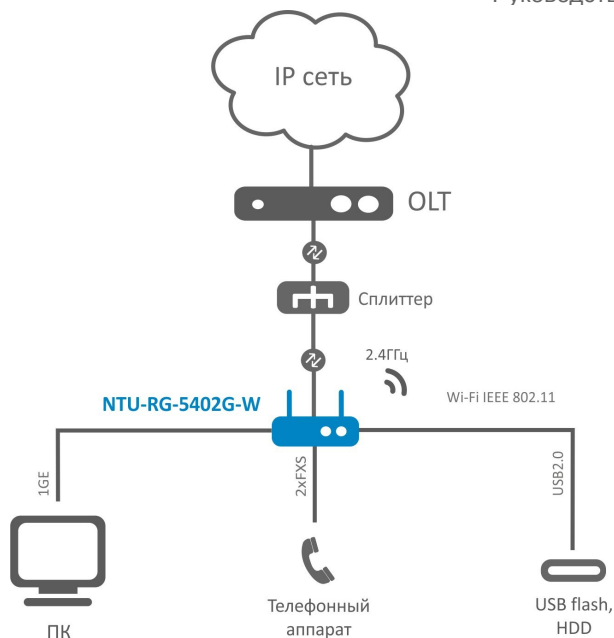 IP сеть
OLT
Сплиттер
2.4ГГц
Wi-Fi IEEE 802.11
NTU-RG-5402G-W
1GE
2xFXS
USB2.0
ПК
Телефонный
аппарат
USB flash,
HDD